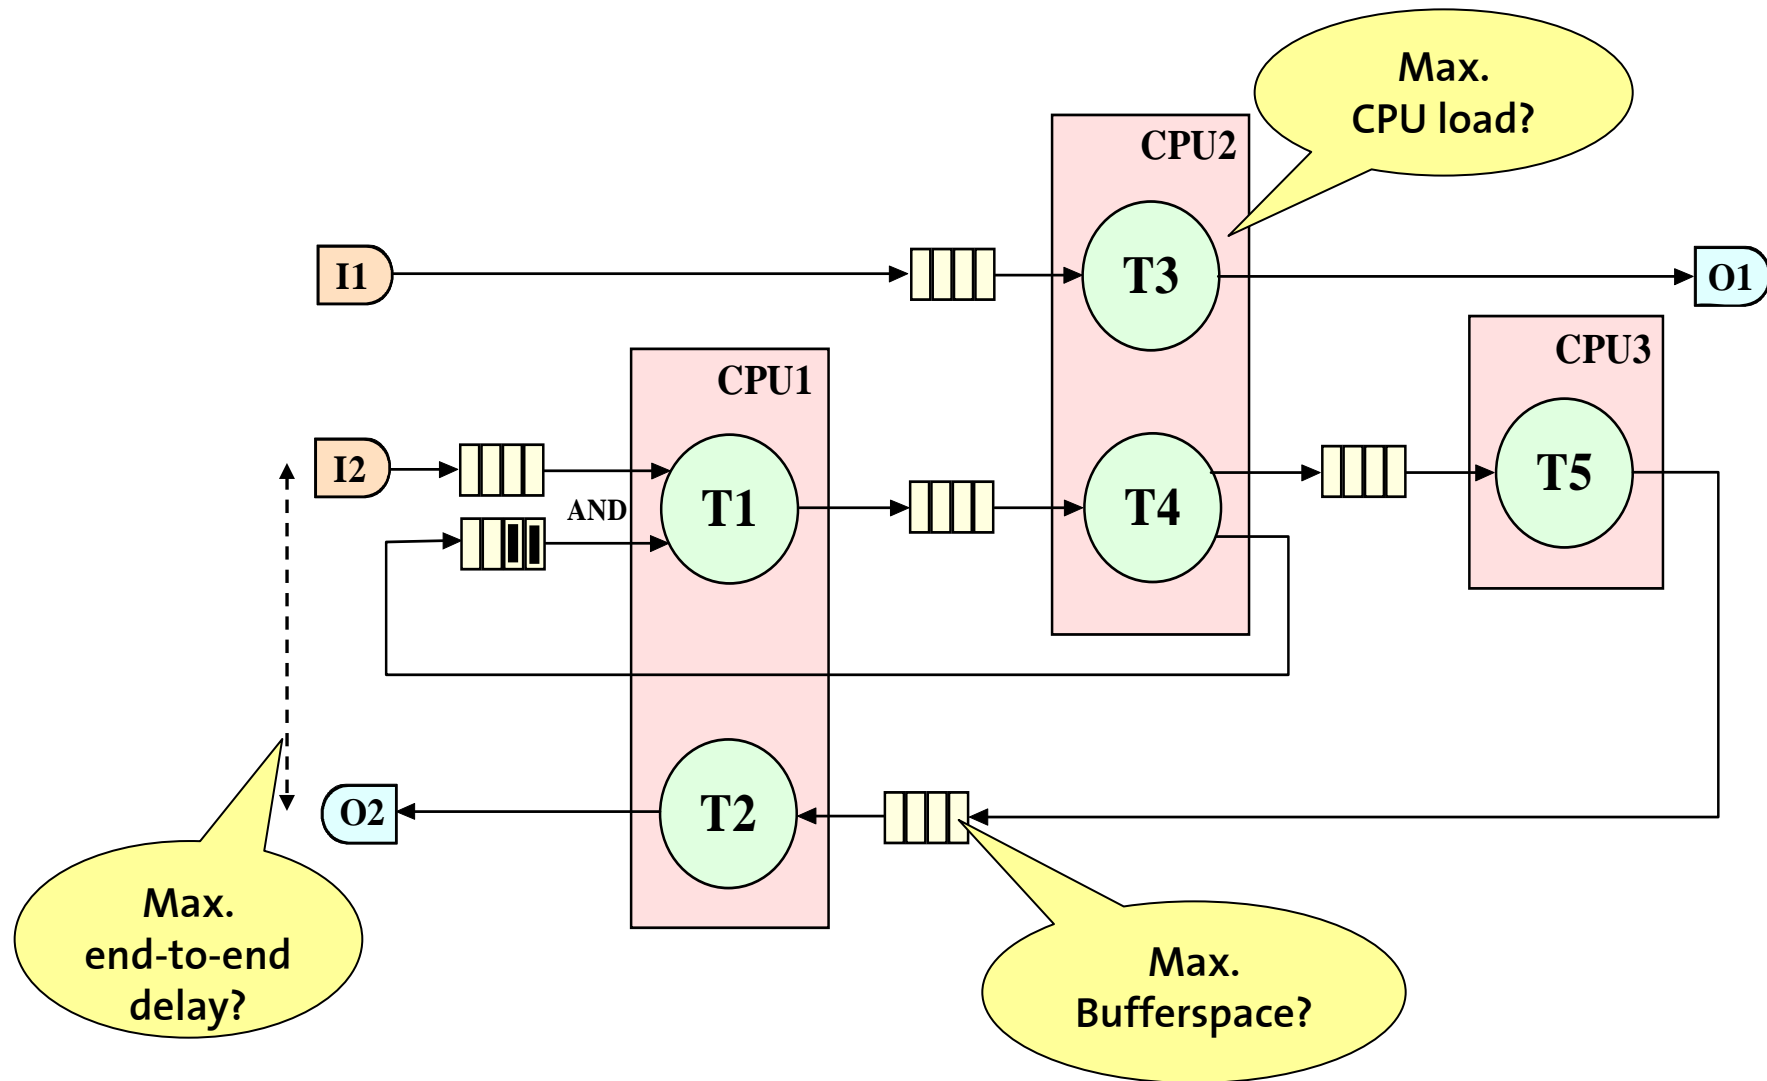 Max.
CPU load?
CPU2
I1
T3
O1
CPU3
CPU1
I2
AND
T1
T4
T5
O2
T2
Max.
end-to-end
delay?
Max.
Bufferspace?